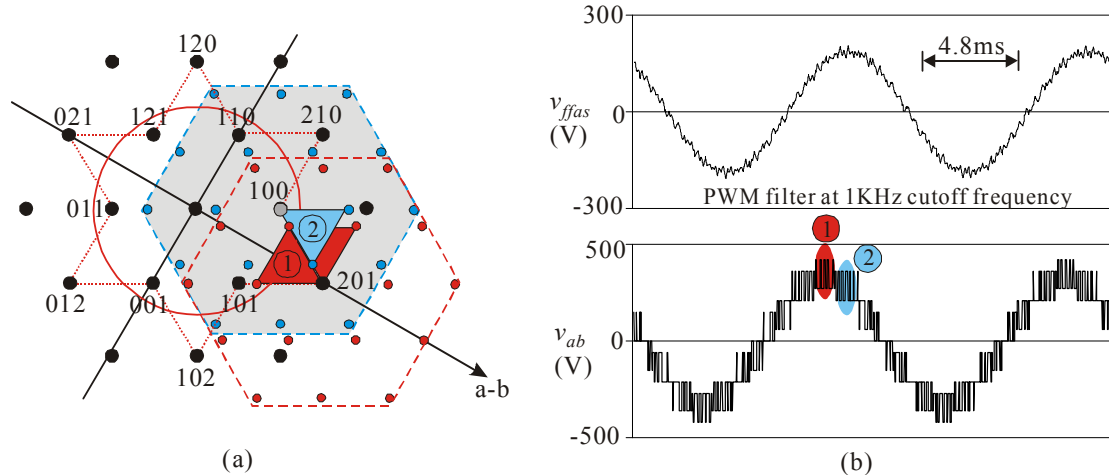 120
021
121
110
210
011
100
②
①
201
012
001
101
102
a-b
(a)
300
4.8ms
v_ffas
(V)
0
PWM filter at 1KHz cutoff frequency
-300
500
①
②
v_ab
(V)
0
-500
(b)